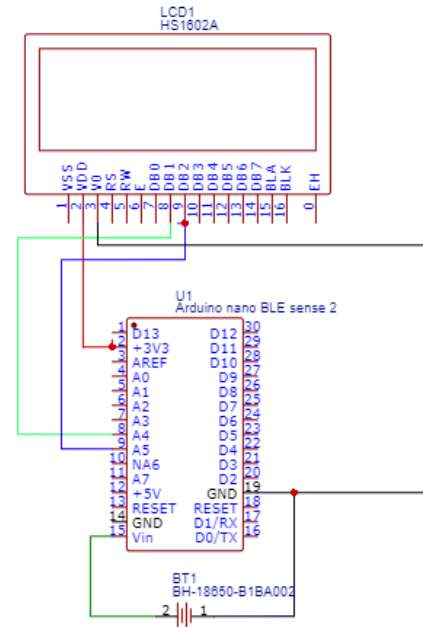 LCD1
HS1602A
VSS VDD V0 RS RW E DB0 DB1 DB2 DB3 DB4 DB5 DB6 DB7 BLA BLK EH
1 2 3 4 5 6 7 8 9 10 11 12 13 14 15 16 0
U1
Arduino nano BLE sense 2
1 D13 D12 30
2 +3V3 D11 29
3 AREF D10 28
4 A0 D9 27
5 A1 D8 26
6 A2 D7 25
7 A3 D6 24
8 A4 D5 23
9 A5 D4 22
10 NA6 D3 21
11 A7 D2 20
12 +5V GND 19
13 RESET RESET 18
14 GND D1/RX 17
15 Vin D0/TX 16
BT1
BH-18650-B1BA002
2 1